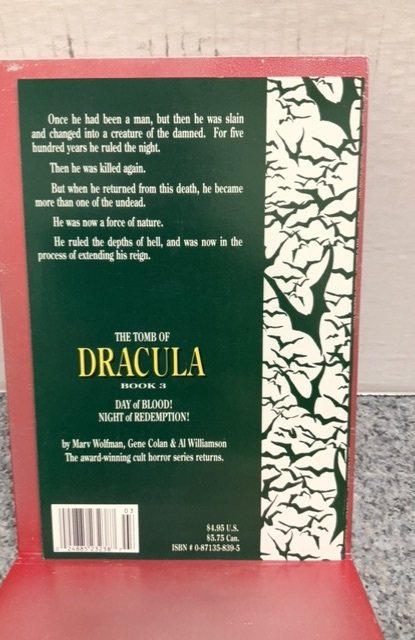 Once he had been a man, but then he was slain
and changed into a creature of the damned. For five
hundred years he ruled the night.
Then he was killed again.
But when he returned from this death, he became
more than one of the undead.
He was now a force of nature.
He ruled the depths of hell, and was now in the
process of extending his reign.
THE TOMB OF
DRACULA
BOOK 3
DAY of BLOOD!
NIGHT of REDEMPTION!
by Marv Wolfman, Gene Colan & Al Williamson
The award-winning cult horror series returns.
03
$4.95 U.S.
$5.75 Can.
ISBN # 0-87135-839-5